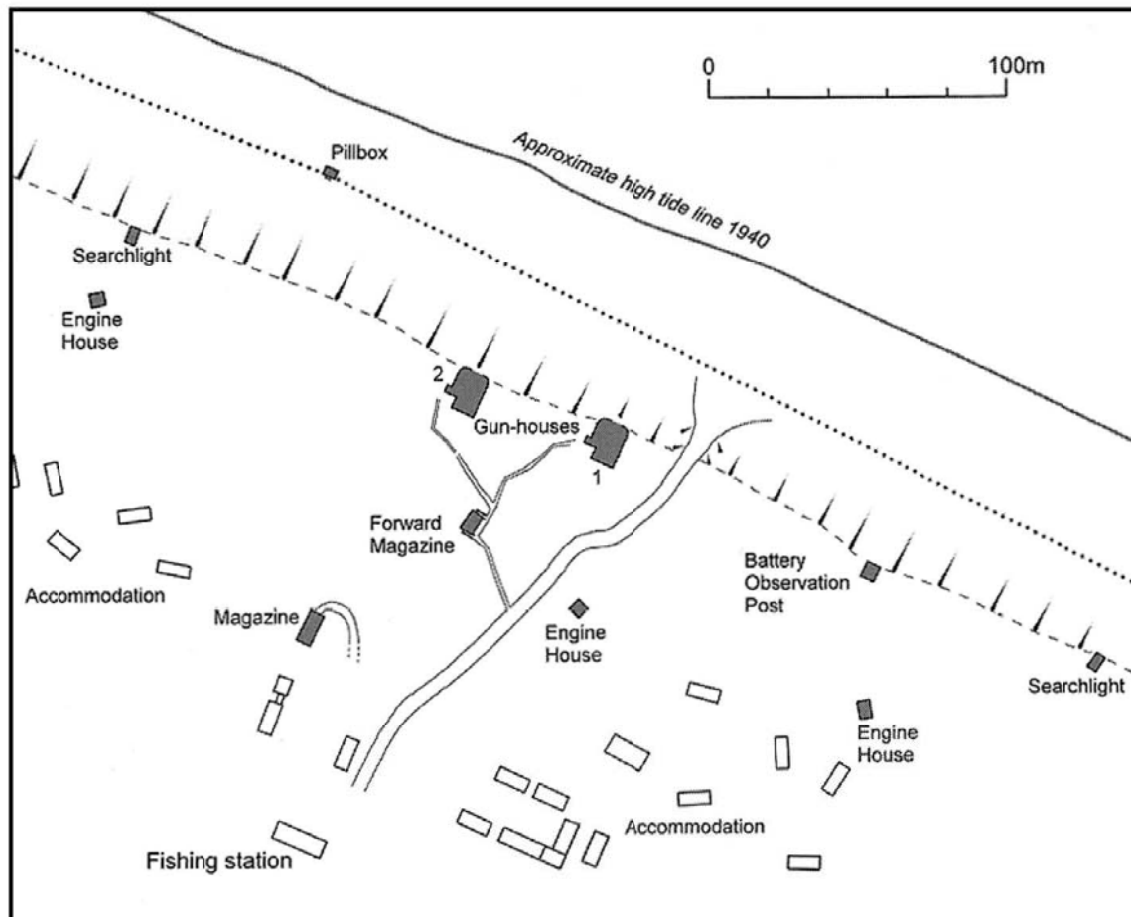 0 100m
Approximate high tide line 1940
Pillbox
Searchlight
Engine
House
2
Gun-houses
1
Forward
Magazine
Accommodation
Magazine
Engine
House
Battery
Observation
Post
Searchlight
Engine
House
Accommodation
Fishing station